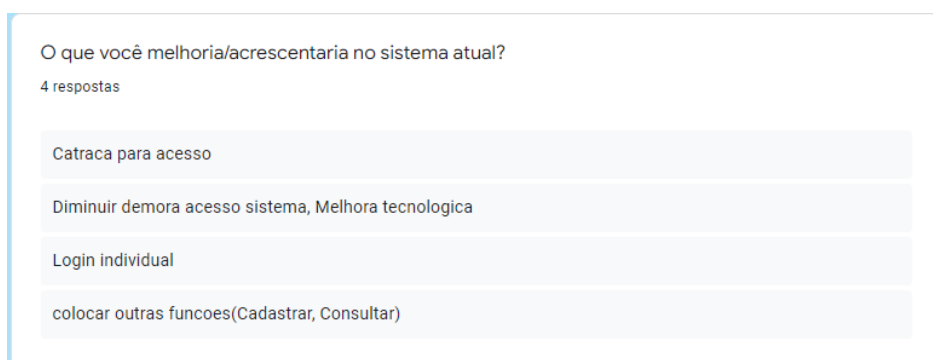 O que você melhoria/acrescentaria no sistema atual?
4 respostas
Catraca para acesso
Diminuir demora acesso sistema, Melhora tecnologica
Login individual
colocar outras funcoes(Cadastrar, Consultar)